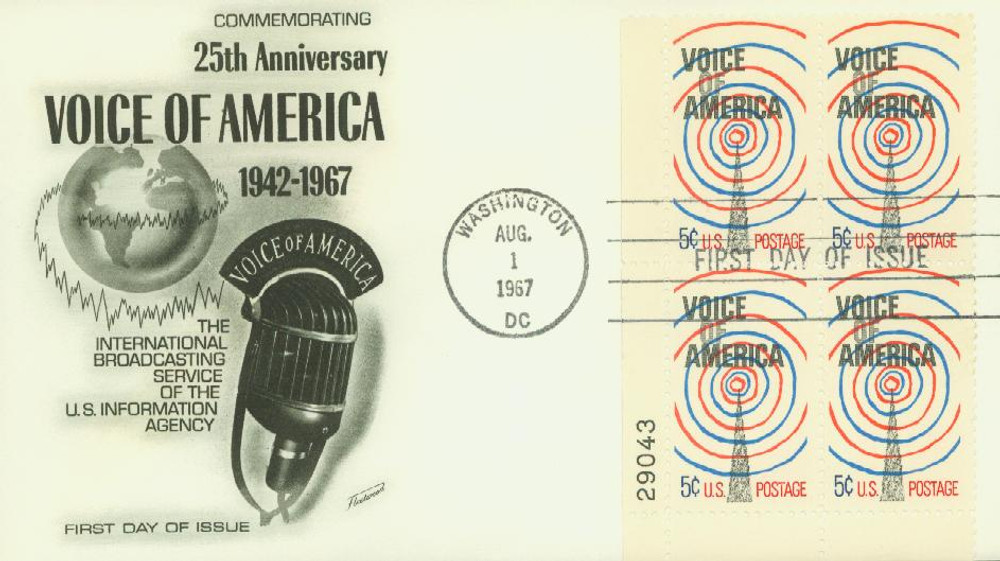 COMMEMORATING
25th Anniversary
VOICE OF AMERICA
1942-1967
VOICE OF AMERICA
THE
INTERNATIONAL
BROADCASTING
SERVICE
OF THE
U.S. INFORMATION
AGENCY
Fleetwood
FIRST DAY OF ISSUE
WASHINGTON
AUG.
1
1967
DC
VOICE
OF
AMERICA
5¢ U.S. POSTAGE
VOICE
OF
AMERICA
5¢ U.S. POSTAGE
FIRST DAY OF ISSUE
VOICE
OF
AMERICA
5¢ U.S. POSTAGE
VOICE
OF
AMERICA
5¢ U.S. POSTAGE
29043